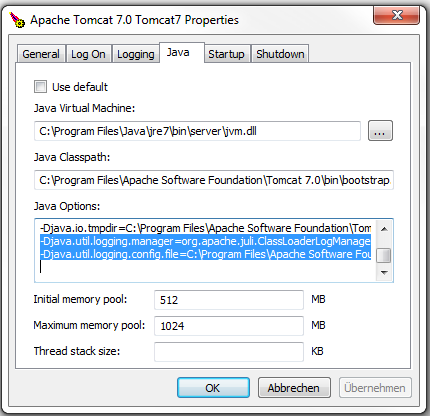 Apache Tomcat 7.0 Tomcat7 Properties
General Log On Logging Java Startup Shutdown
Use default
Java Virtual Machine:
C:\Program Files\Java\jre7\bin\server\jvm.dll
...
Java Classpath:
C:\Program Files\Apache Software Foundation\Tomcat 7.0\bin\bootstrap
Java Options:
-Djava.io.tmpdir=C:\Program Files\Apache Software Foundation\Tom
-Djava.util.logging.manager=org.apache.juli.ClassLoaderLogManage
-Djava.util.logging.config.file=C:\Program Files\Apache Software Fou
Initial memory pool: 512 MB
Maximum memory pool: 1024 MB
Thread stack size: KB
OK Abbrechen Übernehmen